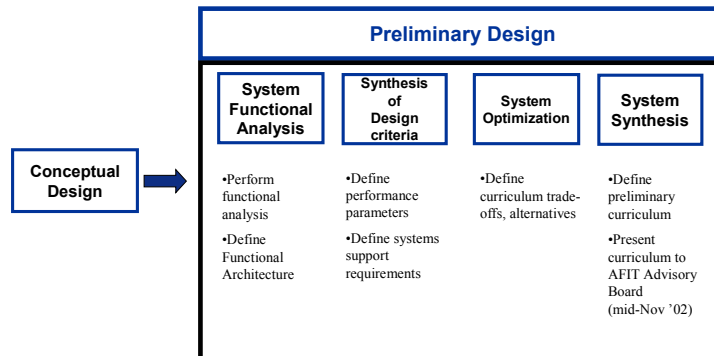 Preliminary Design
Conceptual
Design
System
Functional
Analysis
•Perform
functional
analysis
•Define
Functional
Architecture
Synthesis
of
Design
criteria
•Define
performance
parameters
•Define systems
support
requirements
System
Optimization
•Define
curriculum trade-
offs, alternatives
System
Synthesis
•Define
preliminary
curriculum
•Present
curriculum to
AFIT Advisory
Board
(mid-Nov ’02)